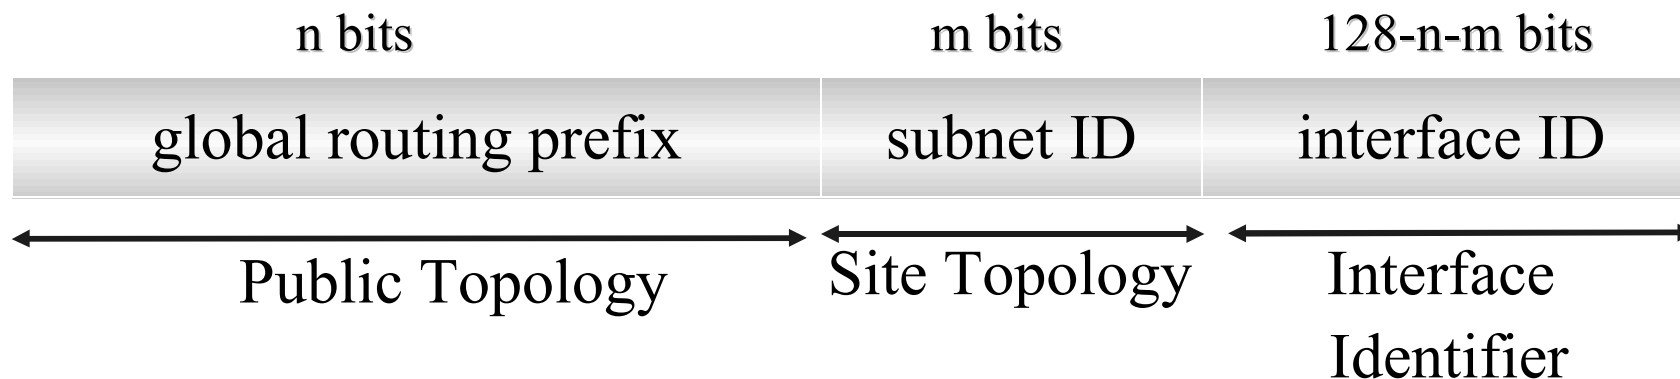 n bits m bits 128-n-m bits
global routing prefix subnet ID interface ID
Public Topology Site Topology Interface
Identifier